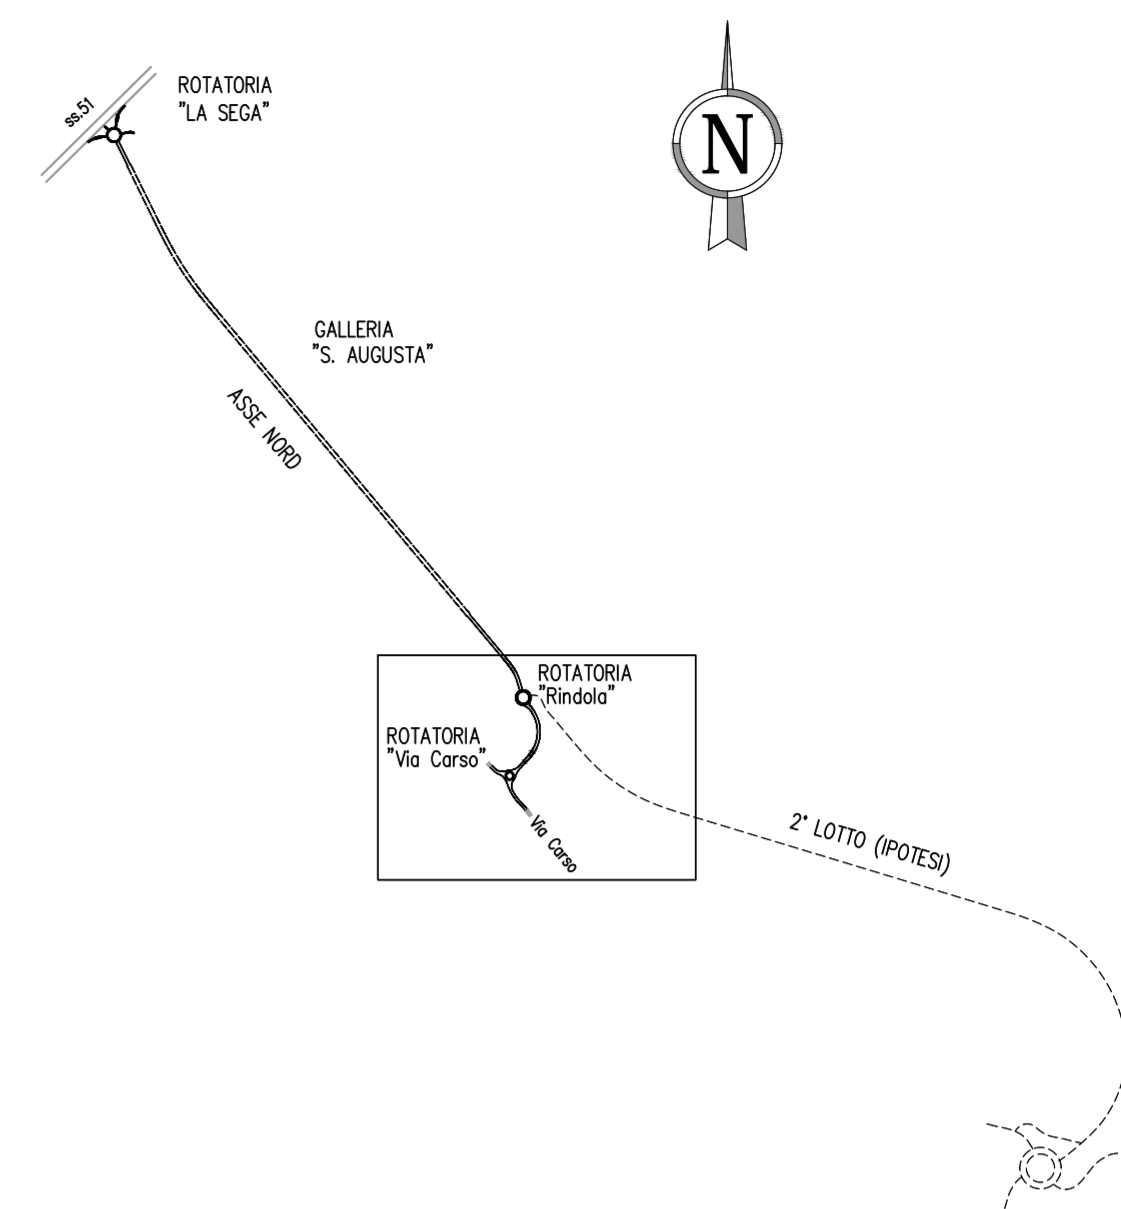 ROTATORIA
"LA SEGA"
ss.51
N
GALLERIA
"S. AUGUSTA"
ASSE NORD
ROTATORIA
"Rindola"
ROTATORIA
"Via Carso"
Via Carso
2° LOTTO (IPOTESI)